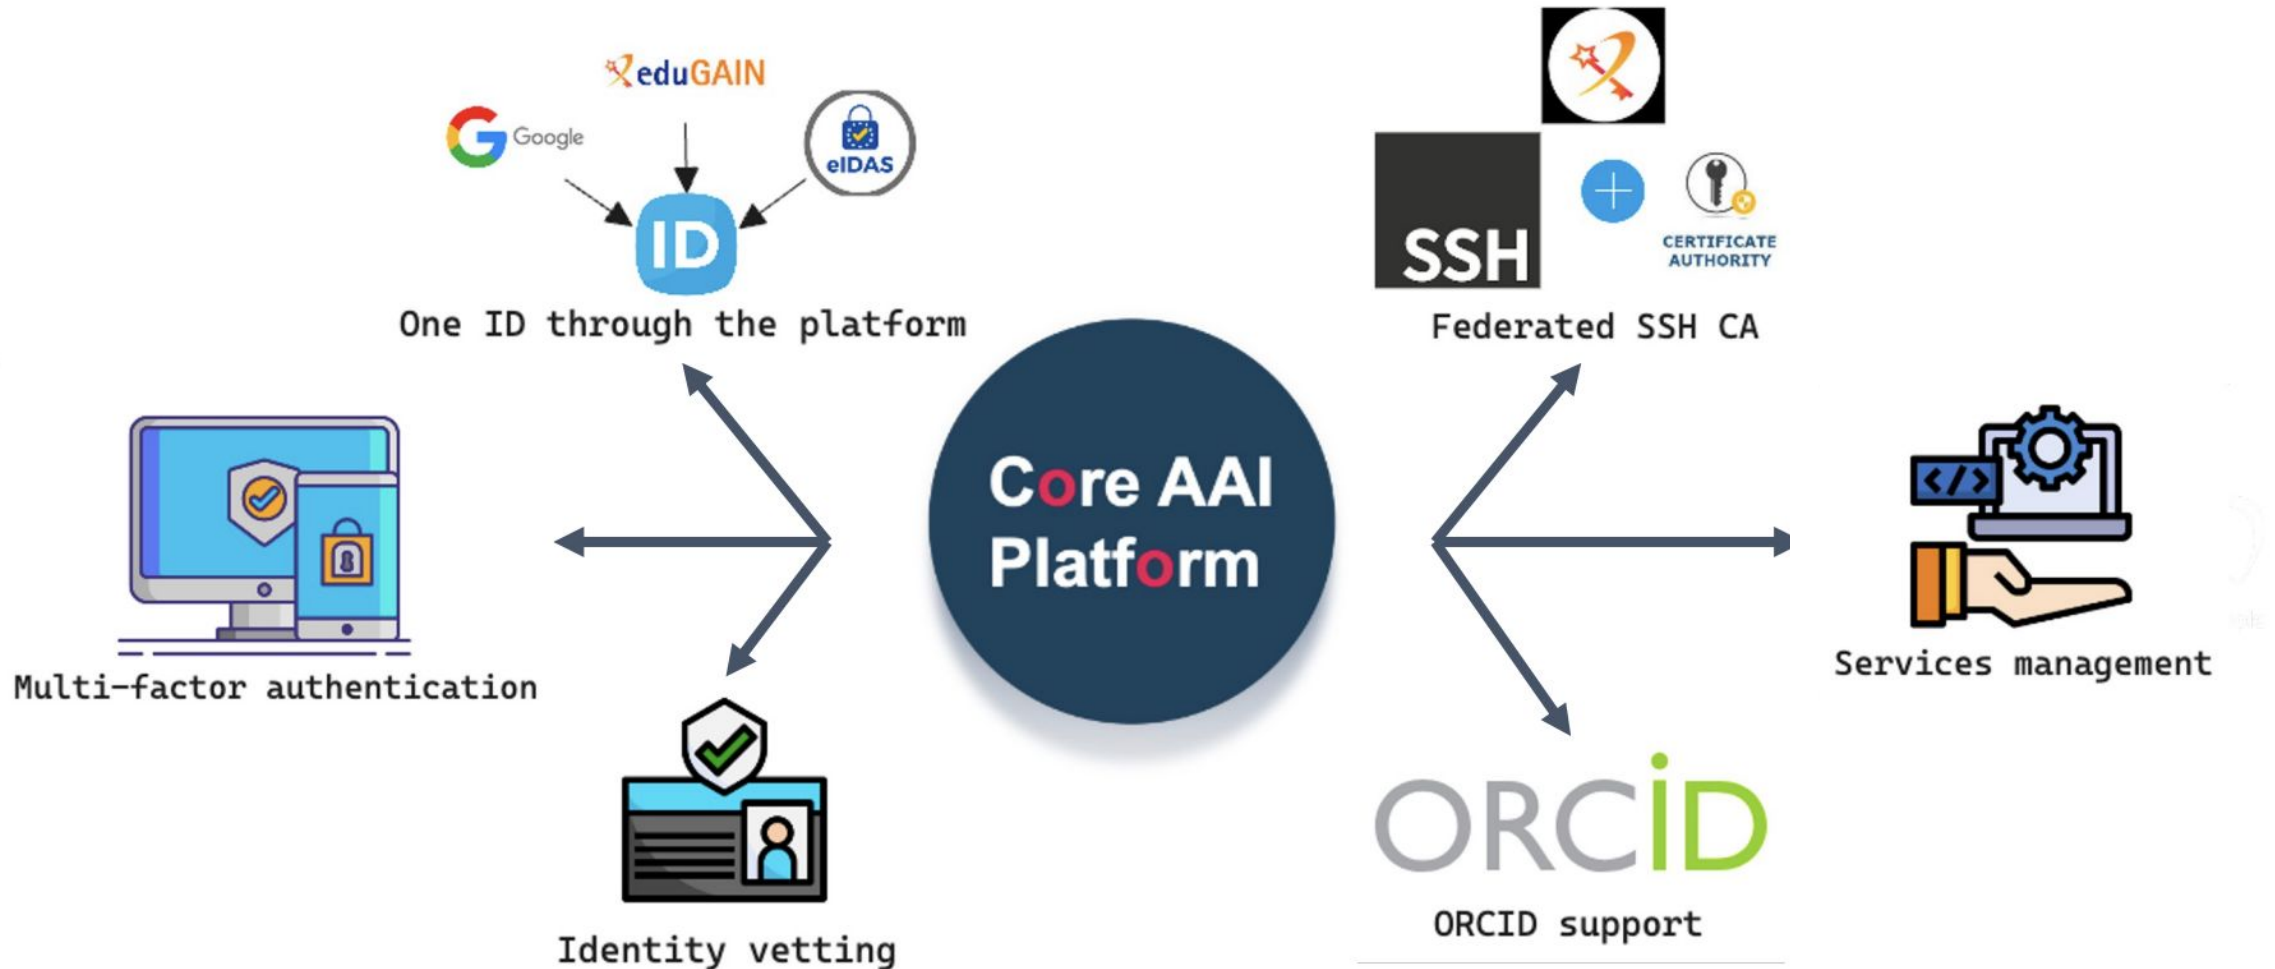 eduGAIN
Google
eIDAS
ID
One ID through the platform
SSH
CERTIFICATE
AUTHORITY
Federated SSH CA
Core AAI
Platform
</>
Multi-factor authentication
Services management
Identity vetting
ORCiD
ORCID support